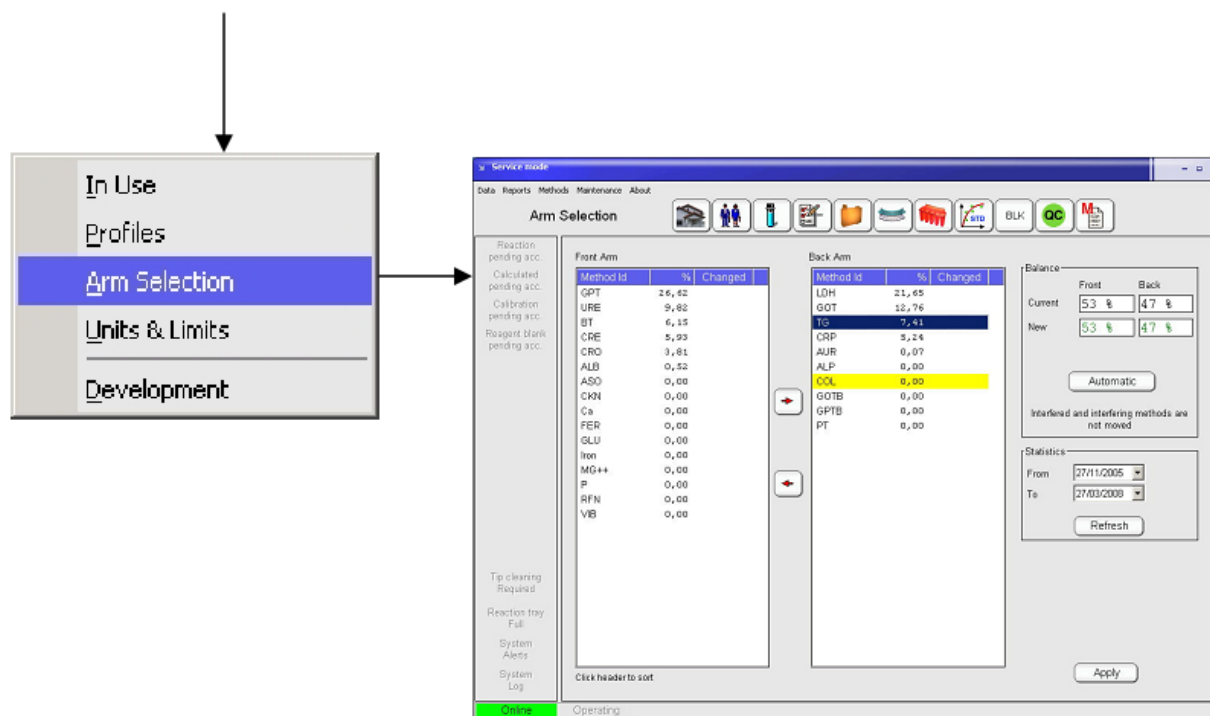 In Use
Profiles
Arm Selection
Units & Limits
Development
Service mode
Data Reports Methods Maintenance About
Arm Selection
STD
BLK
QC
M
Reaction
pending acc.
Calculated
pending acc.
Calibration
pending acc.
Reagent blank
pending acc.
Tip cleaning
Required
Reaction tray
Full
System
Alerts
System
Log
Front Arm
Method Id % Changed
GPT 26,62
URE 9,82
BT 6,15
CRE 5,93
CRO 3,81
ALB 0,52
ASO 0,00
CKN 0,00
Ca 0,00
FER 0,00
GLU 0,00
Iron 0,00
MG++ 0,00
P 0,00
RFN 0,00
VIB 0,00
Click header to sort
Back Arm
Method Id % Changed
LDH 21,65
GOT 12,76
TG 7,41
CRP 5,24
AUR 0,07
ALP 0,00
COL 0,00
GOTB 0,00
GPTB 0,00
PT 0,00
Balance
Front Back
Current 53 % 47 %
New 53 % 47 %
Automatic
Interfered and interfering methods are
not moved
Statistics
From 27/11/2005
To 27/03/2008
Refresh
Apply
Online Operating